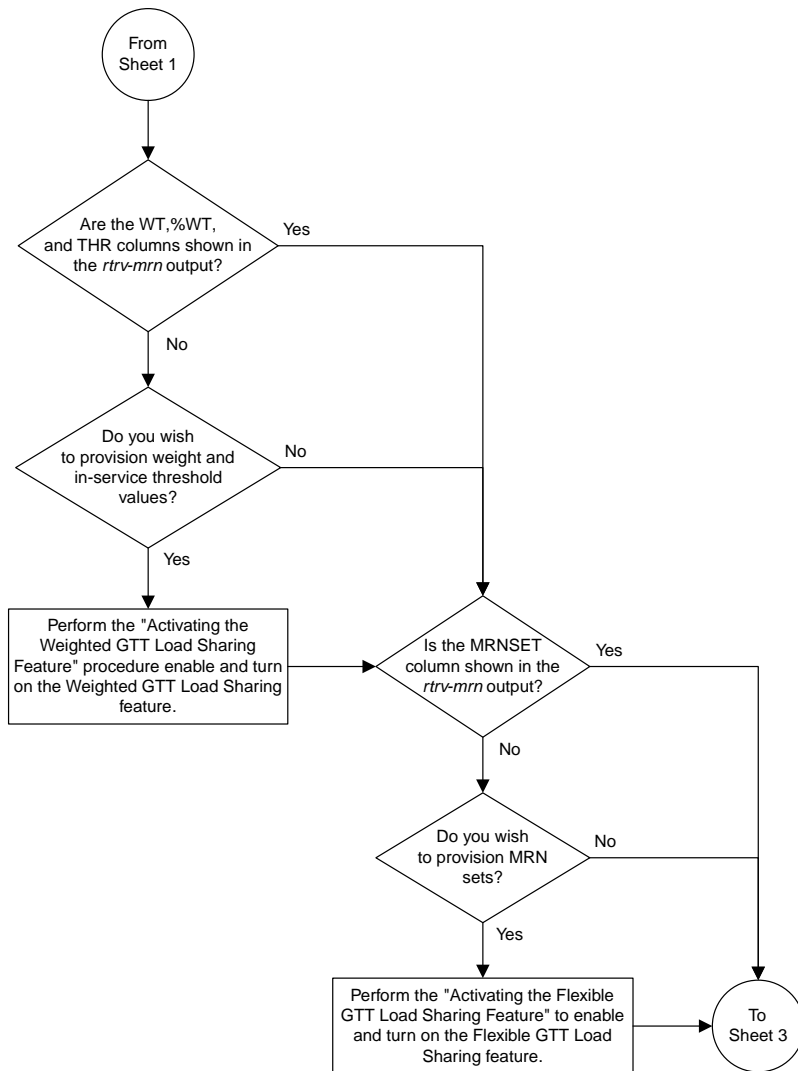 From
Sheet 1
Are the WT,%WT,
and THR columns shown in
the rtrv-mrn output?
Yes
No
Do you wish
to provision weight and
in-service threshold
values?
No
Yes
Perform the "Activating the
Weighted GTT Load Sharing
Feature" procedure enable and turn
on the Weighted GTT Load Sharing
feature.
Is the MRNSET
column shown in the
rtrv-mrn output?
Yes
No
Do you wish
to provision MRN
sets?
No
Yes
Perform the "Activating the Flexible
GTT Load Sharing Feature" to enable
and turn on the Flexible GTT Load
Sharing feature.
To
Sheet 3